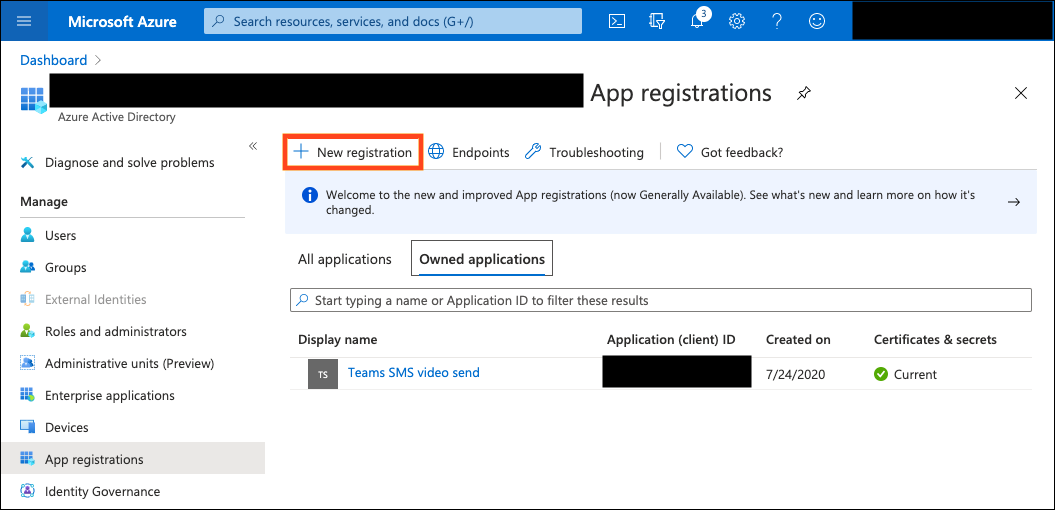 Microsoft Azure
Search resources, services, and docs (G+/)
3
Dashboard
App registrations
Azure Active Directory
Diagnose and solve problems
Manage
Users
Groups
External Identities
Roles and administrators
Administrative units (Preview)
Enterprise applications
Devices
App registrations
Identity Governance
New registration
Endpoints
Troubleshooting
Got feedback?
Welcome to the new and improved App registrations (now Generally Available). See what's new and learn more on how it's
changed.
All applications
Owned applications
Start typing a name or Application ID to filter these results
Display name
Application (client) ID
Created on
Certificates & secrets
TS
Teams SMS video send
7/24/2020
Current